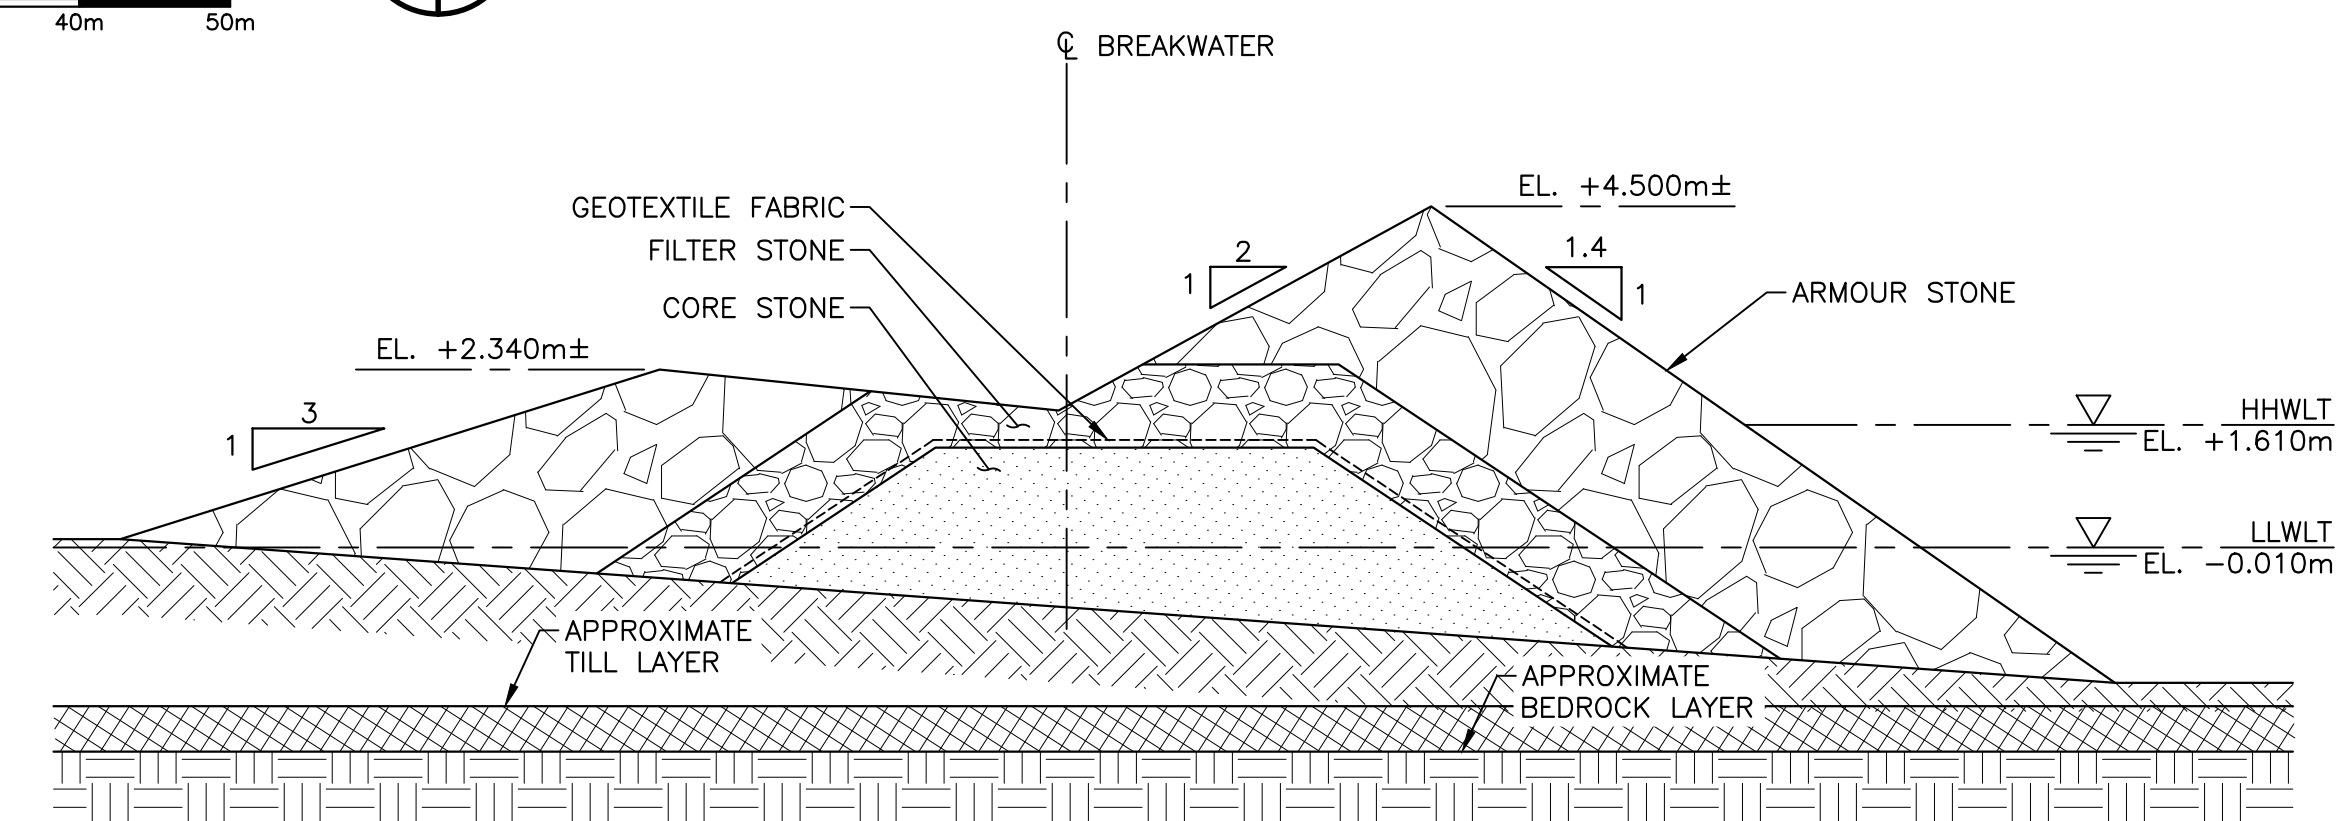 40m 50m
℄ BREAKWATER
EL. +4.500m±
GEOTEXTILE FABRIC
FILTER STONE
CORE STONE
2
1
1.4
1
ARMOUR STONE
EL. +2.340m±
3
1
HHWLT
EL. +1.610m
LLWLT
EL. -0.010m
APPROXIMATE
TILL LAYER
APPROXIMATE
BEDROCK LAYER